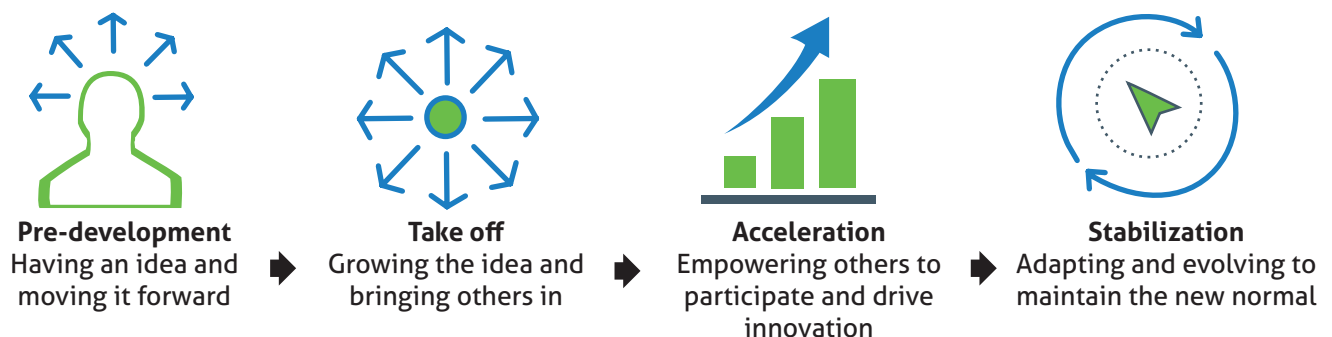 Pre-development
Having an idea and
moving it forward
Take off
Growing the idea and
bringing others in
Acceleration
Empowering others to
participate and drive
innovation
Stabilization
Adapting and evolving to
maintain the new normal